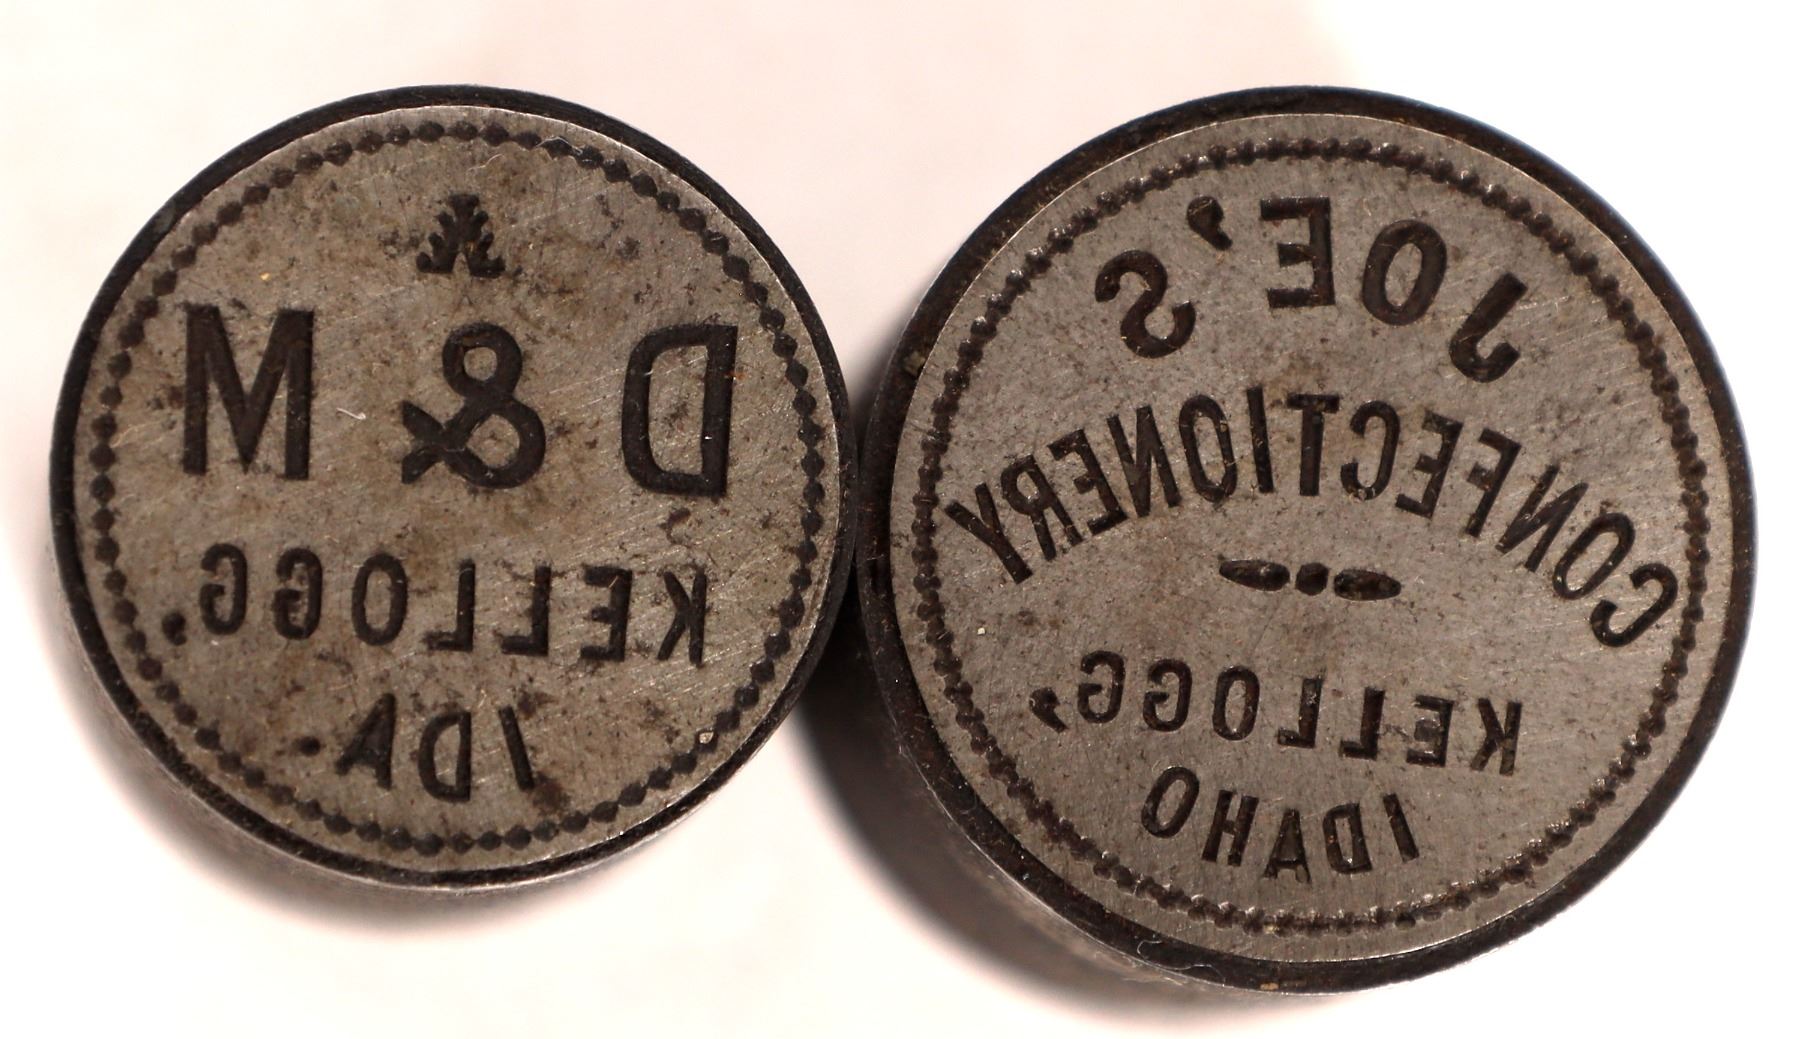 D & M
KELLOGG,
IDA.
JOE'S
CONFECTIONERY
KELLOGG,
IDAHO